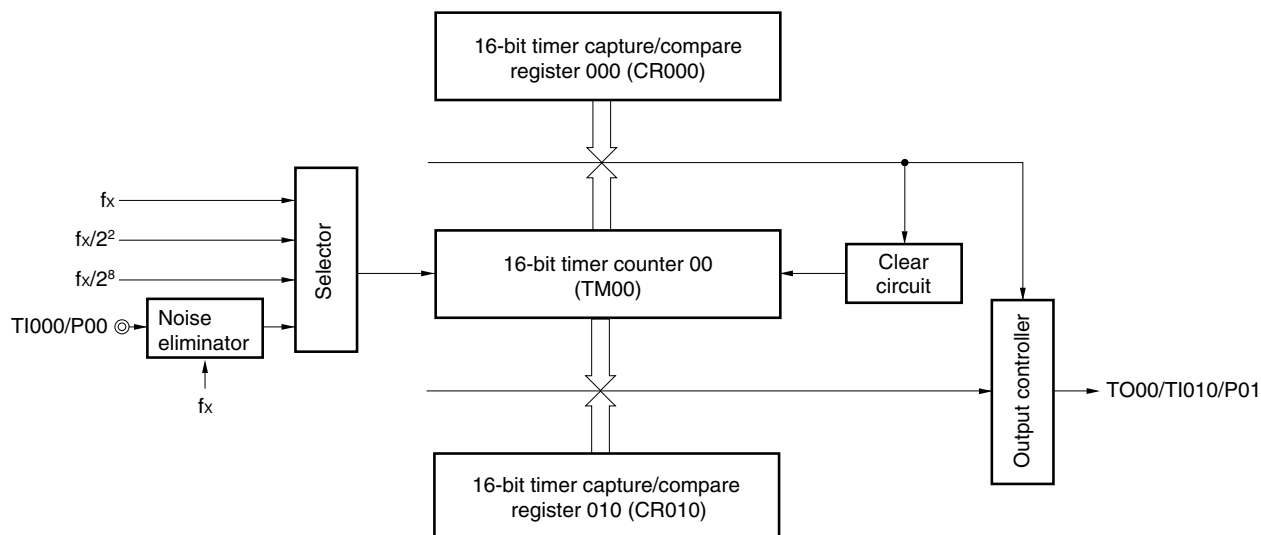 16-bit timer capture/compare
register 000 (CR000)
fx
fx/2²
fx/2⁸
TI000/P00
Noise
eliminator
fx
Selector
16-bit timer counter 00
(TM00)
Clear
circuit
Output controller
TO00/TI010/P01
16-bit timer capture/compare
register 010 (CR010)